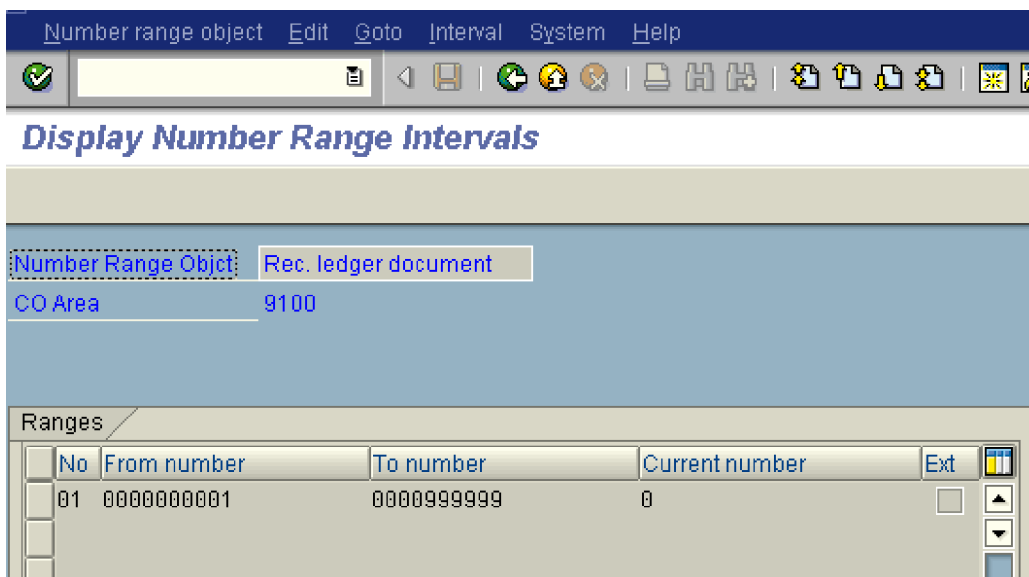 Number range object Edit Goto Interval System Help
Display Number Range Intervals
Number Range Objct Rec. ledger document
CO Area 9100
Ranges
No From number To number Current number Ext
01 0000000001 0000999999 0